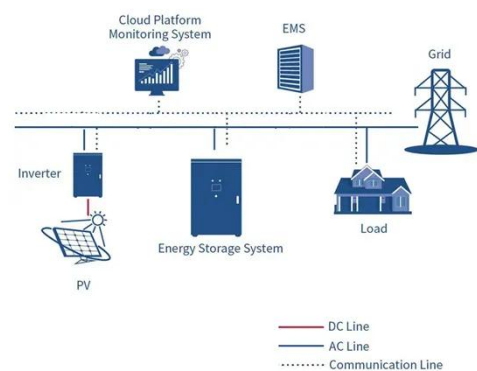 Cloud Platform
Monitoring System
EMS
Grid
Inverter
Energy Storage System
Load
PV
DC Line
AC Line
Communication Line